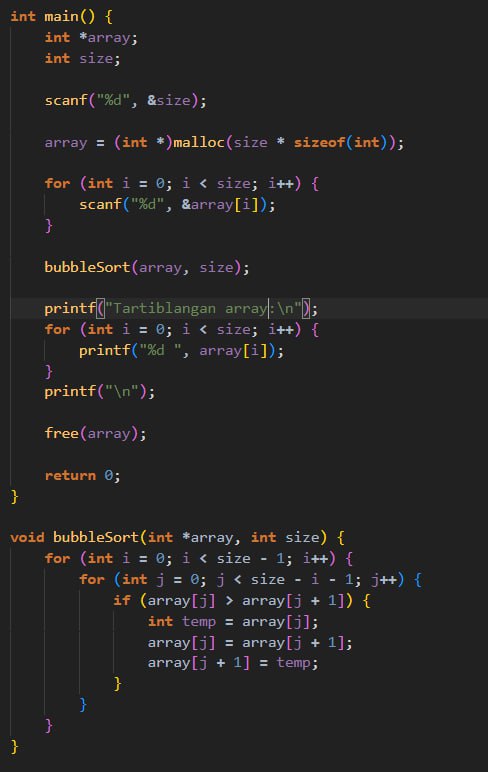 int main() {
    int *array;
    int size;

    scanf("%d", &size);

    array = (int *)malloc(size * sizeof(int));

    for (int i = 0; i < size; i++) {
        scanf("%d", &array[i]);
    }

    bubbleSort(array, size);

    printf("Tartiblangan array:\n");
    for (int i = 0; i < size; i++) {
        printf("%d ", array[i]);
    }
    printf("\n");

    free(array);

    return 0;
}

void bubbleSort(int *array, int size) {
    for (int i = 0; i < size - 1; i++) {
        for (int j = 0; j < size - i - 1; j++) {
            if (array[j] > array[j + 1]) {
                int temp = array[j];
                array[j] = array[j + 1];
                array[j + 1] = temp;
            }
        }
    }
}